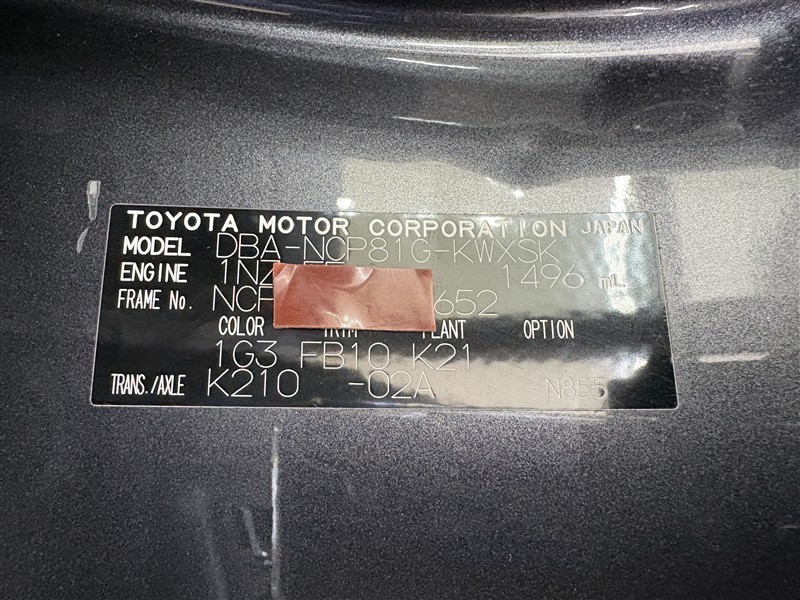 TOYOTA MOTOR CORPORATION JAPAN
MODEL DBA-NCP81G-KWXSK
ENGINE 1NZ 1496 mL
FRAME No. NCP 652
COLOR TRIM PLANT OPTION
1G3 FB10 K21
TRANS./AXLE K210 -02A N855